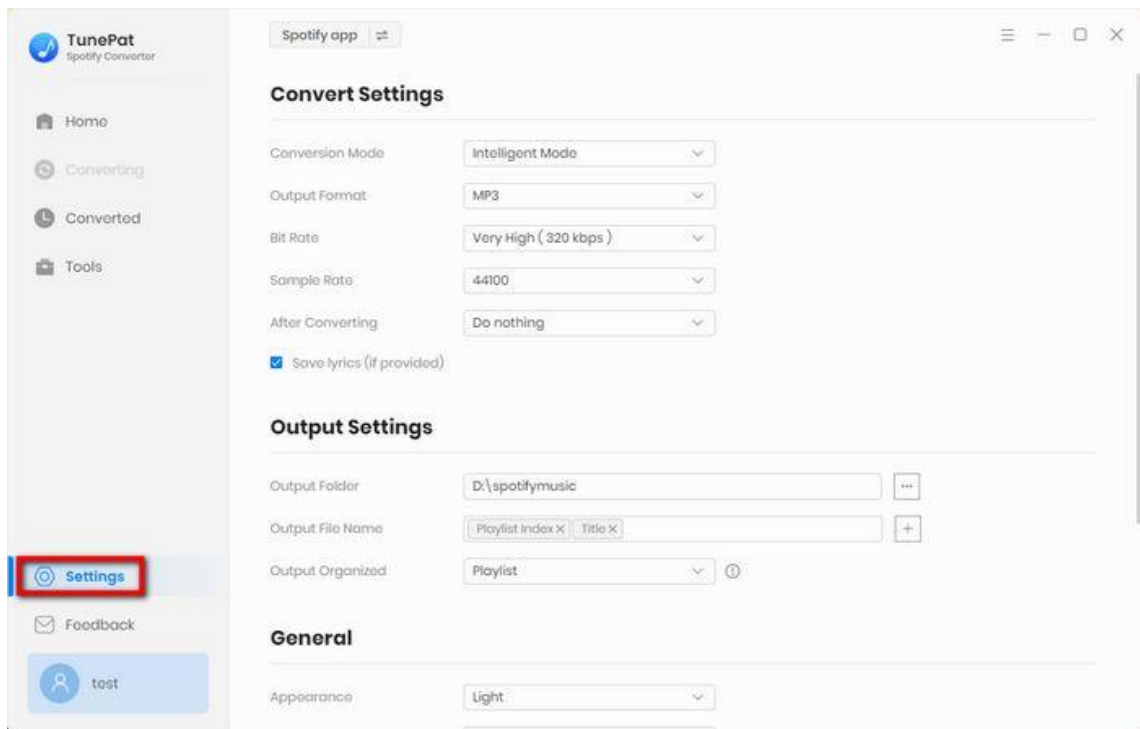 TunePat
Spotify Converter
Home
Converting
Converted
Tools
Settings
Feedback
test
Spotify app
Convert Settings
Conversion Mode Intelligent Mode
Output Format MP3
Bit Rate Very High ( 320 kbps )
Sample Rate 44100
After Converting Do nothing
Save lyrics (if provided)
Output Settings
Output Folder D:\spotifymusic
Output File Name Playlist Index Title
Output Organized Playlist
General
Appearance Light